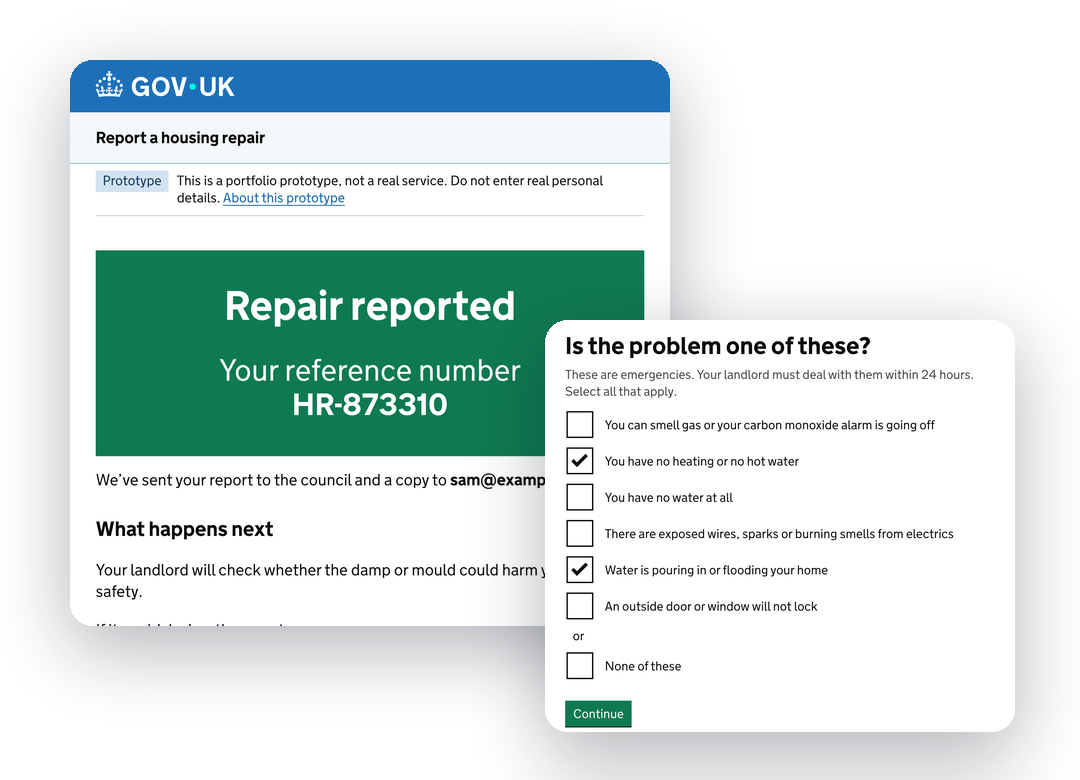 GOV·UK
Report a housing repair
Prototype This is a portfolio prototype, not a real service. Do not enter real personal
details. About this prototype
Repair reported
Your reference number
HR-873310
We’ve sent your report to the council and a copy to sam@examp
What happens next
Your landlord will check whether the damp or mould could harm
safety.
Is the problem one of these?
These are emergencies. Your landlord must deal with them within 24 hours.
Select all that apply.
You can smell gas or your carbon monoxide alarm is going off
You have no heating or no hot water
You have no water at all
There are exposed wires, sparks or burning smells from electrics
Water is pouring in or flooding your home
An outside door or window will not lock
or
None of these
Continue